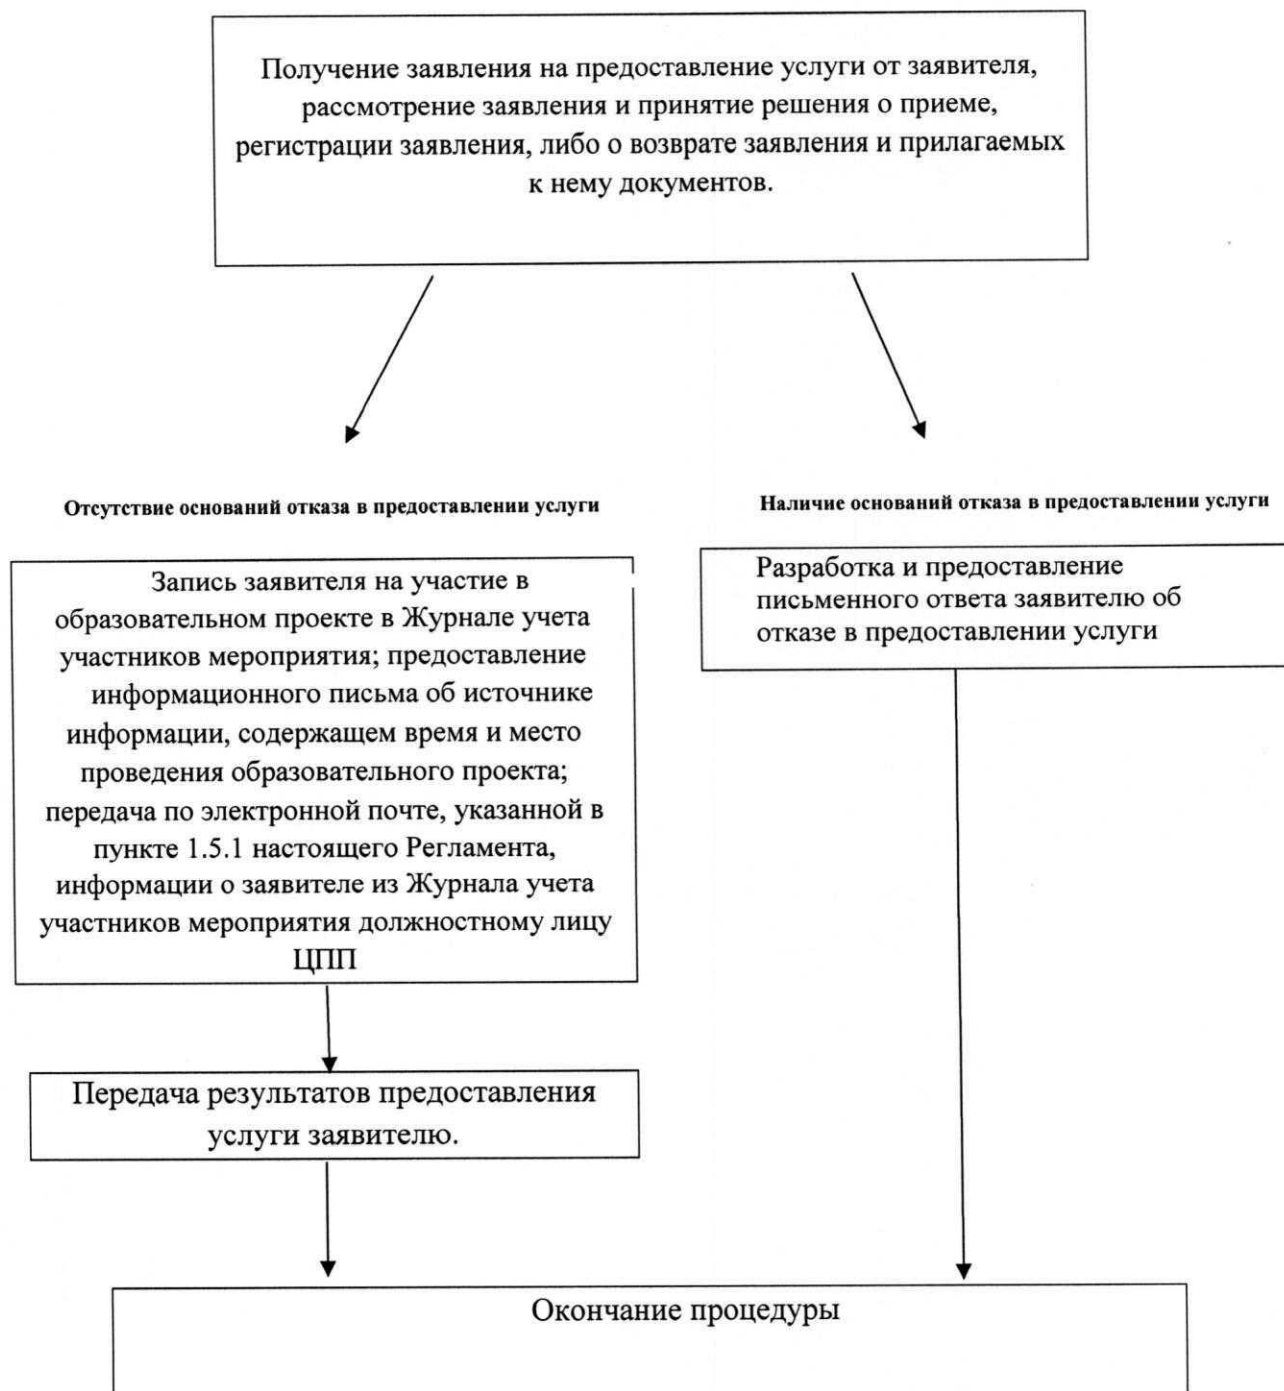 Получение заявления на предоставление услуги от заявителя,
рассмотрение заявления и принятие решения о приеме,
регистрации заявления, либо о возврате заявления и прилагаемых
к нему документов.
Отсутствие оснований отказа в предоставлении услуги
Наличие оснований отказа в предоставлении услуги
Запись заявителя на участие в
образовательном проекте в Журнале учета
участников мероприятия; предоставление
информационного письма об источнике
информации, содержащем время и место
проведения образовательного проекта;
передача по электронной почте, указанной в
пункте 1.5.1 настоящего Регламента,
информации о заявителе из Журнала учета
участников мероприятия должностному лицу
ЦПП
Разработка и предоставление
письменного ответа заявителю об
отказе в предоставлении услуги
Передача результатов предоставления
услуги заявителю.
Окончание процедуры